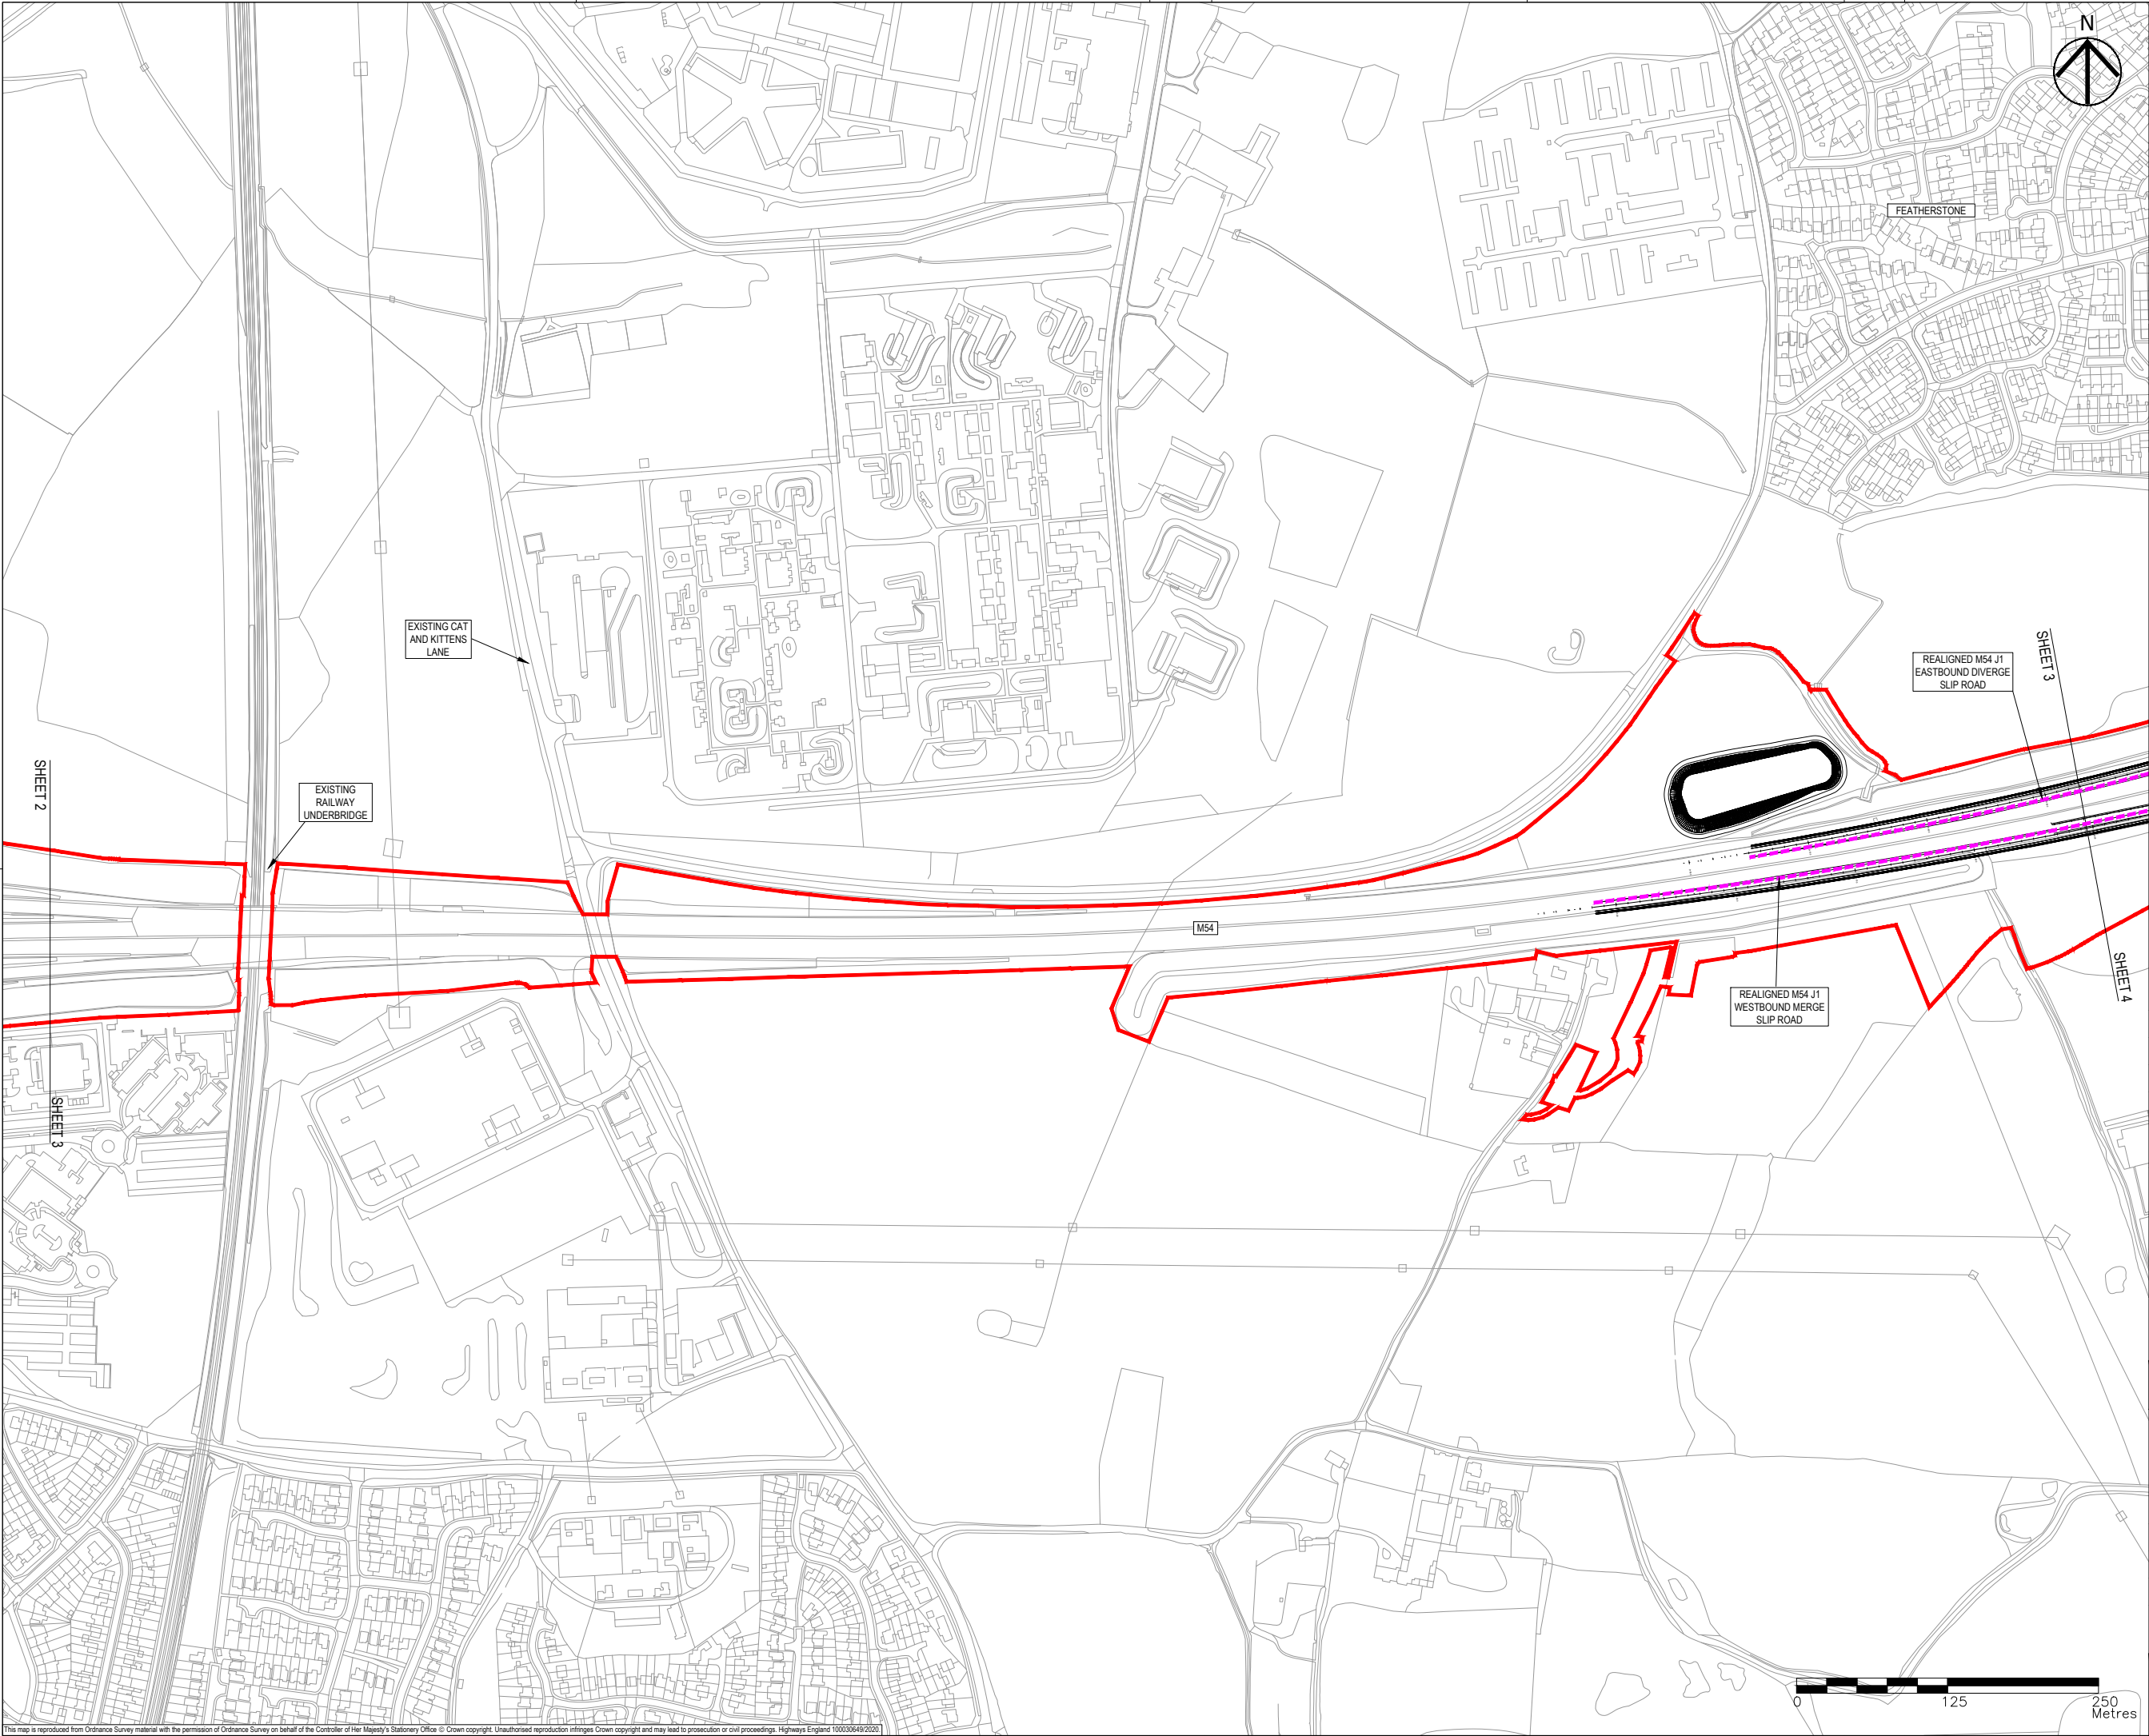 N
FEATHERSTONE
EXISTING CAT
AND KITTENS
LANE
REALIGNED M54 J1
EASTBOUND DIVERGE
SLIP ROAD
SHEET 3
SHEET 4
SHEET 2
SHEET 3
EXISTING
RAILWAY
UNDERBRIDGE
M54
REALIGNED M54 J1
WESTBOUND MERGE
SLIP ROAD
0 125 250
Metres
This map is reproduced from Ordnance Survey material with the permission of Ordnance Survey on behalf of the Controller of Her Majesty's Stationery Office © Crown copyright. Unauthorised reproduction infringes Crown copyright and may lead to prosecution or civil proceedings. Highways England 100030649/2020.